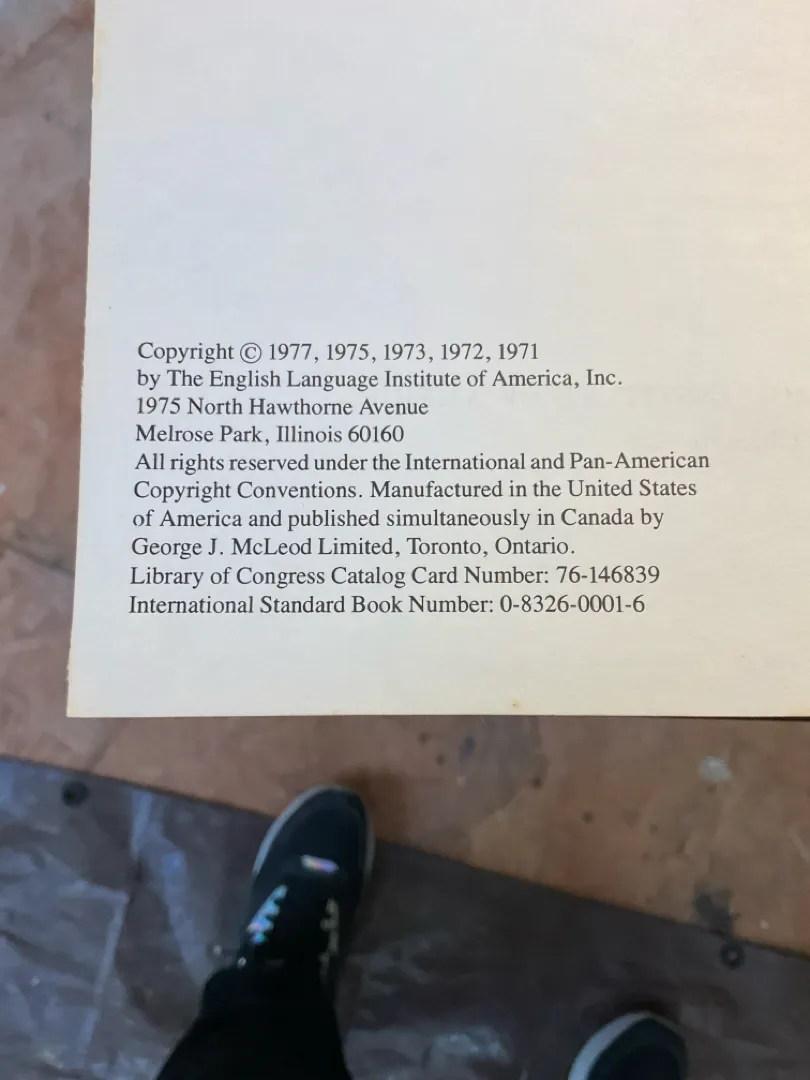 Copyright © 1977, 1975, 1973, 1972, 1971
by The English Language Institute of America, Inc.
1975 North Hawthorne Avenue
Melrose Park, Illinois 60160
All rights reserved under the International and Pan-American
Copyright Conventions. Manufactured in the United States
of America and published simultaneously in Canada by
George J. McLeod Limited, Toronto, Ontario.
Library of Congress Catalog Card Number: 76-146839
International Standard Book Number: 0-8326-0001-6